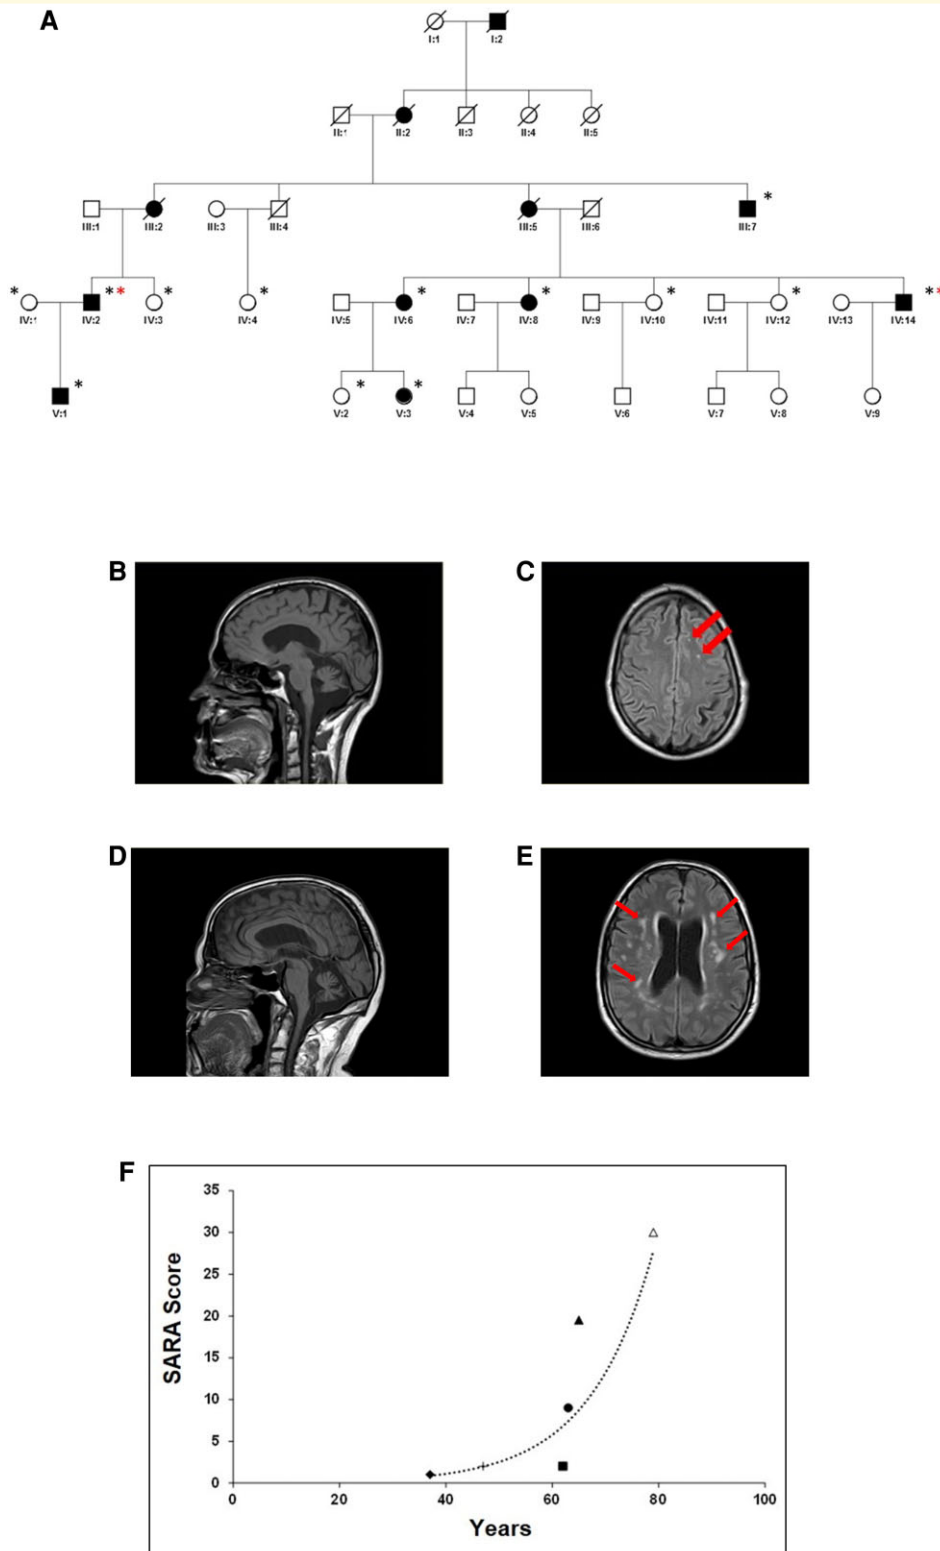 A
I:1 I:2
II:1 II:2 II:3 II:4 II:5
*
III:1 III:2 III:3 III:4 III:5 III:6 III:7
* ** * * * * * * **
IV:1 IV:2 IV:3 IV:4 IV:5 IV:6 IV:7 IV:8 IV:9 IV:10 IV:11 IV:12 IV:13 IV:14
* * *
V:1 V:2 V:3 V:4 V:5 V:6 V:7 V:8 V:9
B C
D E
F
35
30
25
20
15
10
5
0
SARA Score
0 20 40 60 80 100
Years